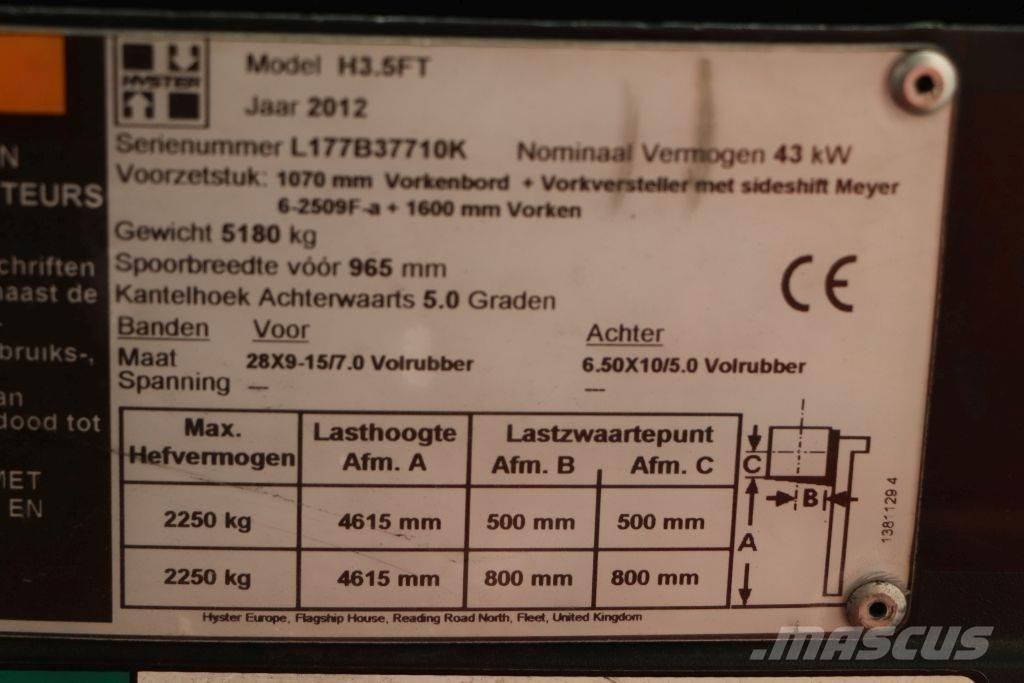 HYSTER
Model H3.5FT
Jaar 2012
Serienummer L177B37710K Nominaal Vermogen 43 kW
Voorzetstuk: 1070 mm Vorkenbord + Vorkversteller met sideshift Meyer
6-2509F-a + 1600 mm Vorken
Gewicht 5180 kg
Spoorbreedte vóór 965 mm
Kantelhoek Achterwaarts 5.0 Graden
CE
Banden Voor Achter
Maat 28X9-15/7.0 Volrubber 6.50X10/5.0 Volrubber
Spanning --- ---
Max. Hefvermogen Lasthoogte Afm. A Lastzwaartepunt Afm. B Afm. C
2250 kg 4615 mm 500 mm 500 mm
2250 kg 4615 mm 800 mm 800 mm
C
B
A
1381129 4
Hyster Europe, Flagship House, Reading Road North, Fleet, United Kingdom
N
TEURS
chriften
naast de
bruiks-,
an
dood tot
MET
EN
MASCUS